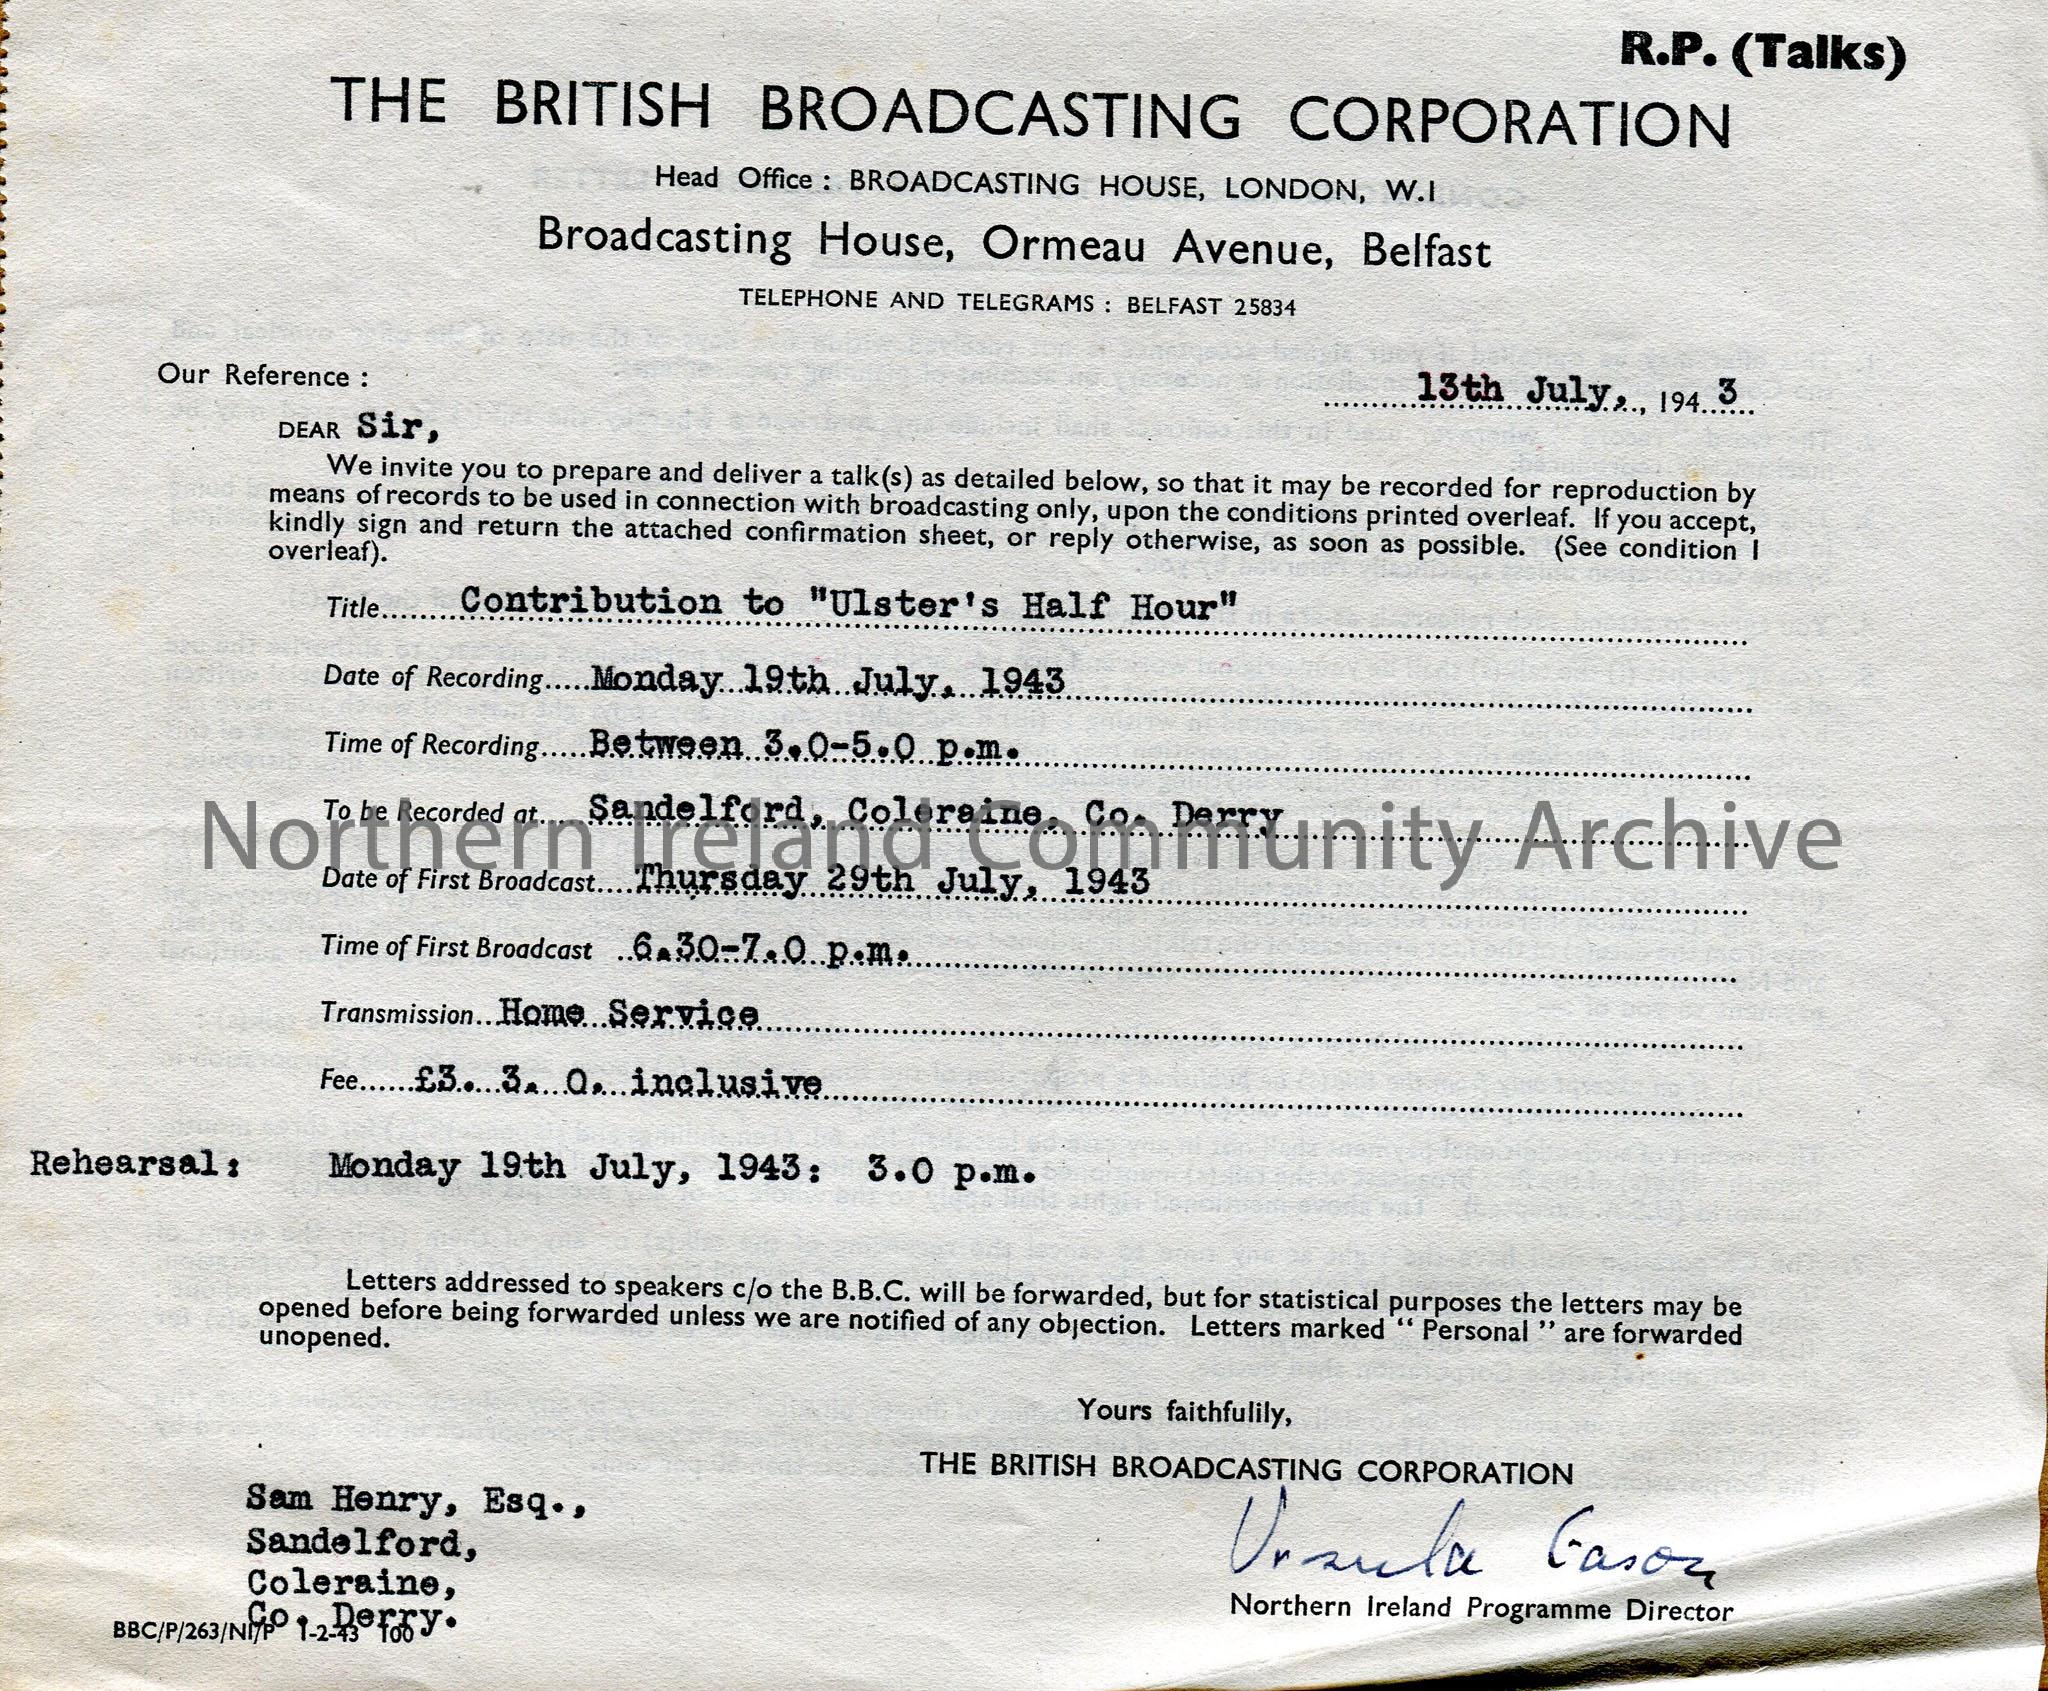 R.P. (Talks)
THE BRITISH BROADCASTING CORPORATION
Head Office : BROADCASTING HOUSE, LONDON, W.1
Broadcasting House, Ormeau Avenue, Belfast
TELEPHONE AND TELEGRAMS : BELFAST 25834
Our Reference :
13th July, , 194 3
DEAR Sir,
We invite you to prepare and deliver a talk(s) as detailed below, so that it may be recorded for reproduction by
means of records to be used in connection with broadcasting only, upon the conditions printed overleaf. If you accept,
kindly sign and return the attached confirmation sheet, or reply otherwise, as soon as possible. (See condition 1
overleaf).
Title...... Contribution to "Ulster's Half Hour"
Date of Recording..... Monday 19th July, 1943
Time of Recording..... Between 3.0-5.0 p.m.
To be Recorded at..... Sandelford, Coleraine, Co. Derry
Northern Ireland Community Archive
Date of First Broadcast.... Thursday 29th July, 1943
Time of First Broadcast .. 6.30-7.0 p.m.
Transmission... Home Service
Fee...... £3. 3. 0. inclusive
Rehearsal: Monday 19th July, 1943: 3.0 p.m.
Letters addressed to speakers c/o the B.B.C. will be forwarded, but for statistical purposes the letters may be
opened before being forwarded unless we are notified of any objection. Letters marked “ Personal ” are forwarded
unopened.
Yours faithfulily,
THE BRITISH BROADCASTING CORPORATION
Ursula Eason
Northern Ireland Programme Director
Sam Henry, Esq.,
Sandelford,
Coleraine,
Co. Derry.
BBC/P/263/NI/P 1-2-43 100